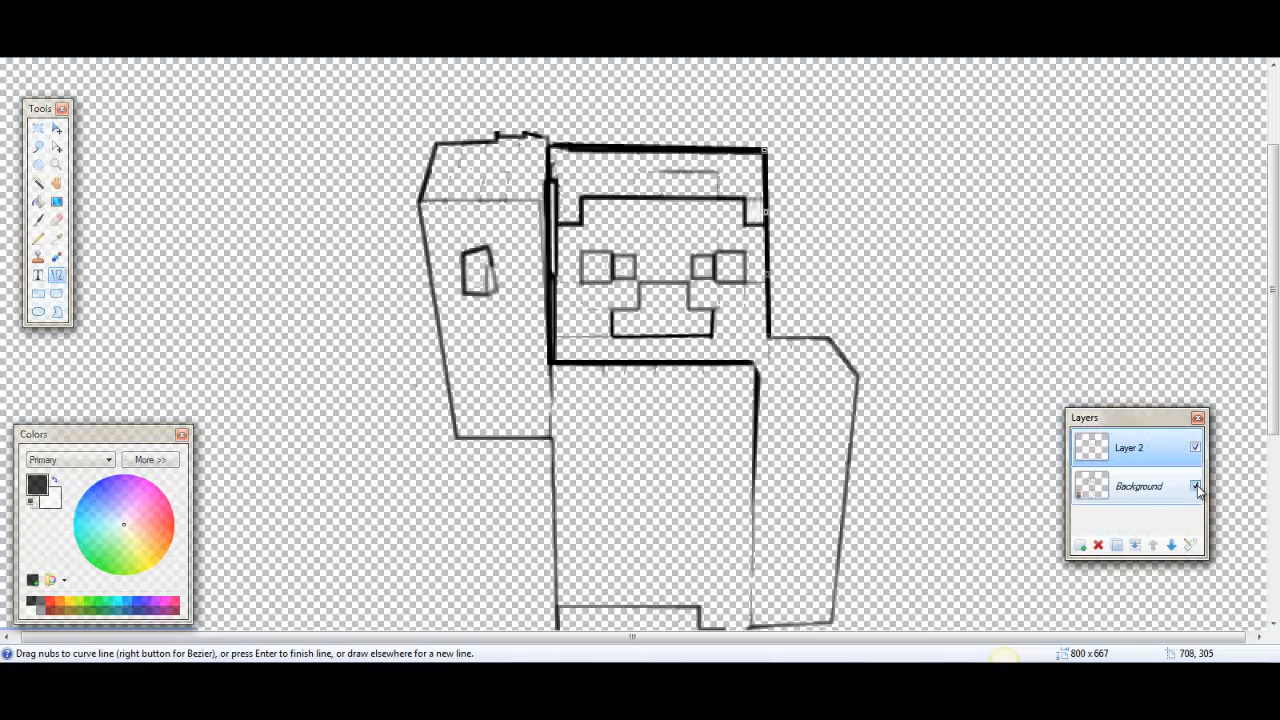 Tools
T
Colors
Primary
More >>
Layers
Layer 2
Background
Drag nubs to curve line (right button for Bezier), or press Enter to finish line, or draw elsewhere for a new line.
800 x 667
708, 305